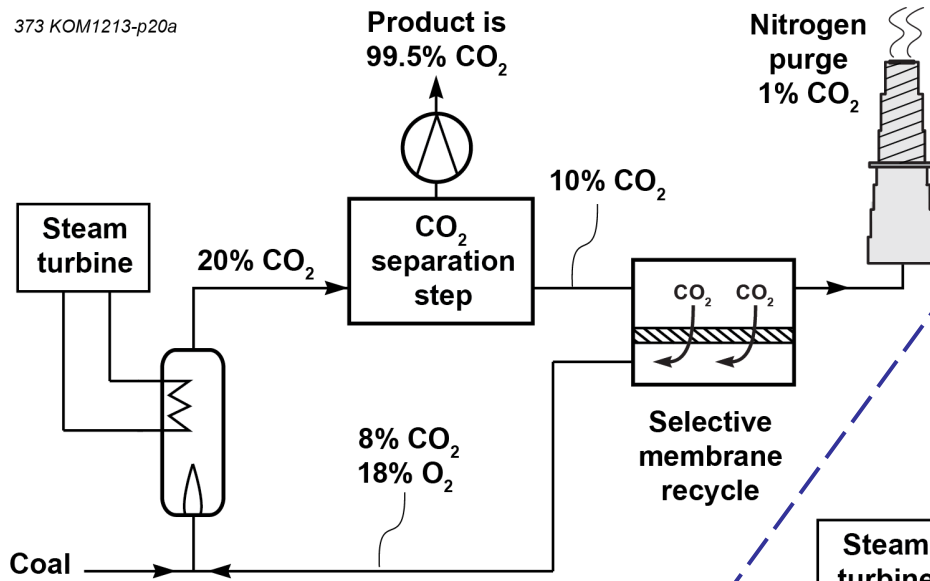 373 KOM1213-p20a
Product is
99.5% CO₂
Nitrogen
purge
1% CO₂
10% CO₂
Steam
turbine
CO₂
separation
step
20% CO₂
CO₂ CO₂
8% CO₂
18% O₂
Selective
membrane
recycle
Coal
Steam
turbine